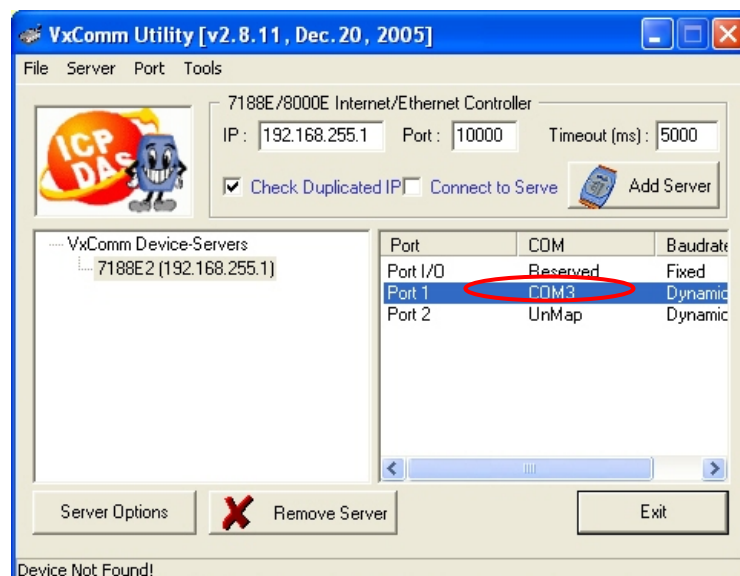 VxComm Utility [v2.8.11, Dec.20, 2005]
File Server Port Tools
7188E/8000E Internet/Ethernet Controller
IP : 192.168.255.1 Port : 10000 Timeout (ms) : 5000
Check Duplicated IP Connect to Serve Add Server
ICP
DAS
VxComm Device-Servers
7188E2 (192.168.255.1)
Port COM Baudrate
Port I/O Reserved Fixed
Port 1 COM3 Dynamic
Port 2 UnMap Dynamic
Server Options Remove Server Exit
Device Not Found!